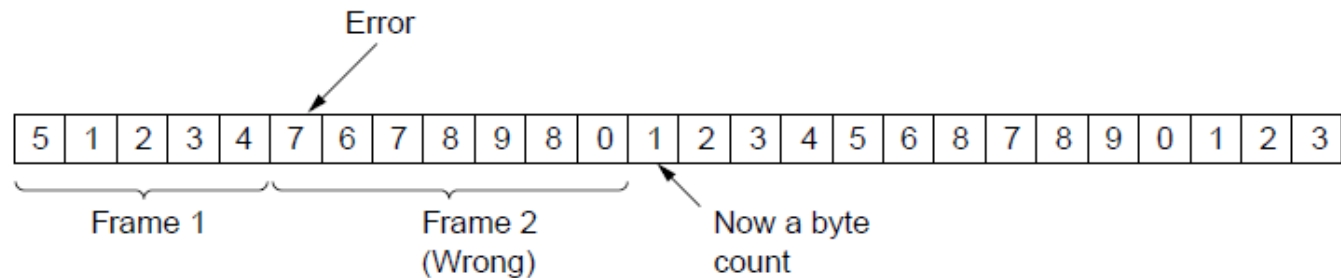 Error
5 1 2 3 4 7 6 7 8 9 8 0 1 2 3 4 5 6 8 7 8 9 0 1 2 3
Frame 1
Frame 2
(Wrong)
Now a byte
count